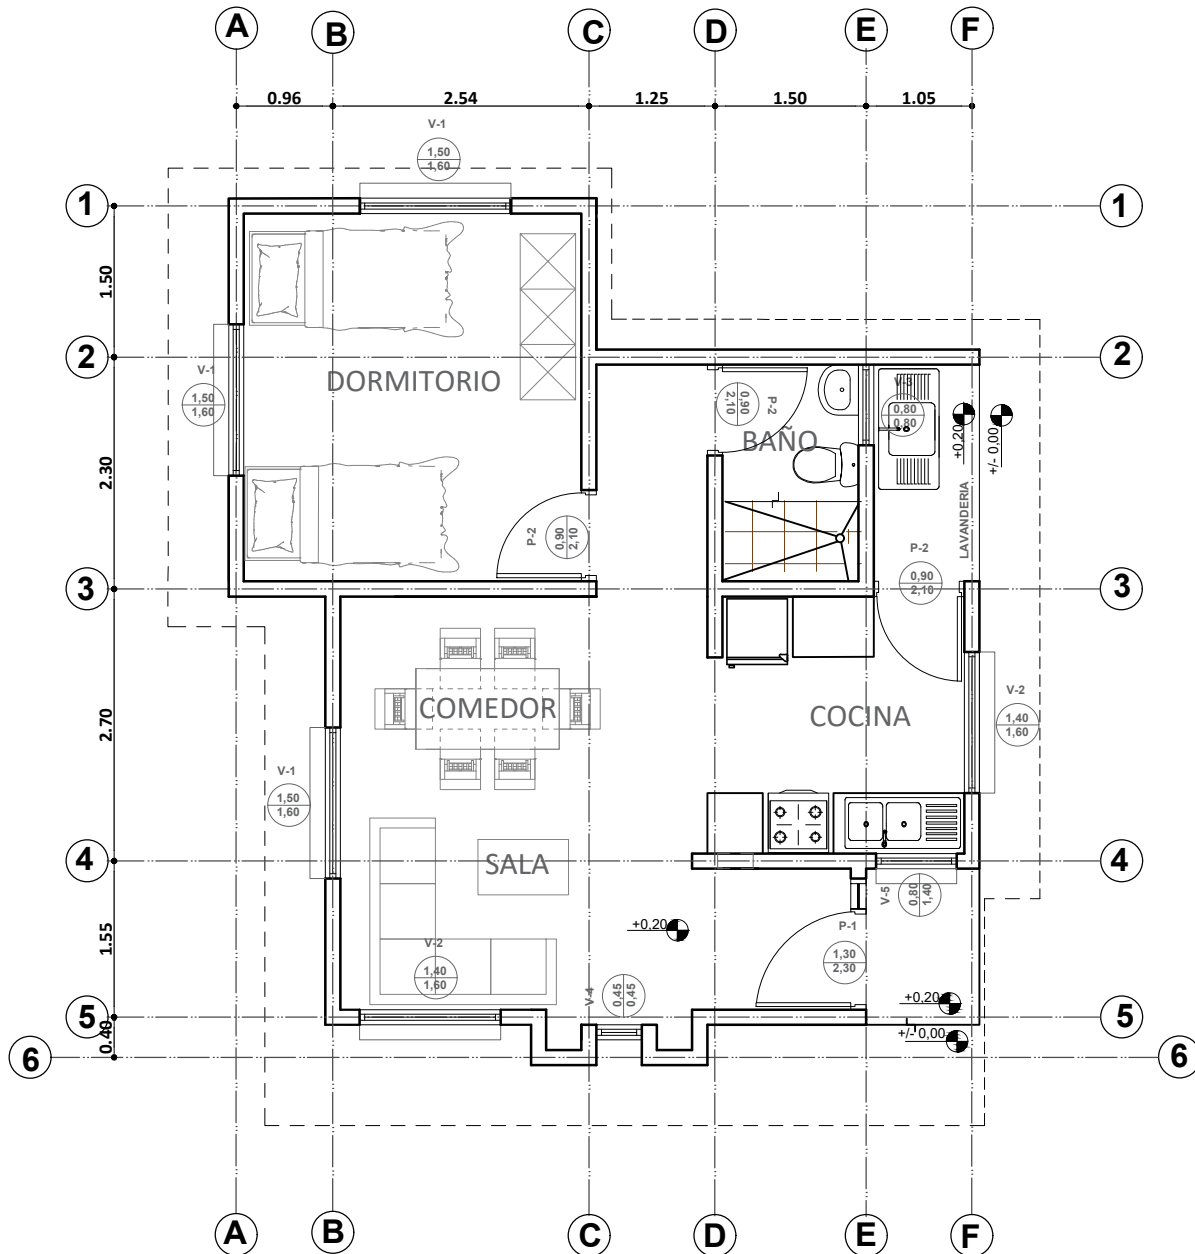 A
B
C
D
E
F
0.96
2.54
1.25
1.50
1.05
V-1
1,50
1,60
1
1
1.50
2
2
V-1
1,50
1,60
DORMITORIO
0,90
2,10
P-2
BAÑO
V-3
0,80
0,80
+0,20
+/- 0,00
2.30
P-2
0,90
2,10
LAVANDERIA
P-2
0,90
2,10
3
3
COMEDOR
COCINA
V-2
1,40
1,60
2.70
V-1
1,50
1,60
4
4
SALA
V-5
0,80
1,40
1.55
+0,20
P-1
1,30
2,30
V-2
1,40
1,60
V-4
0,45
0,45
+0,20
5
5
+/- 0,00
0.40
6
6
A
B
C
D
E
F